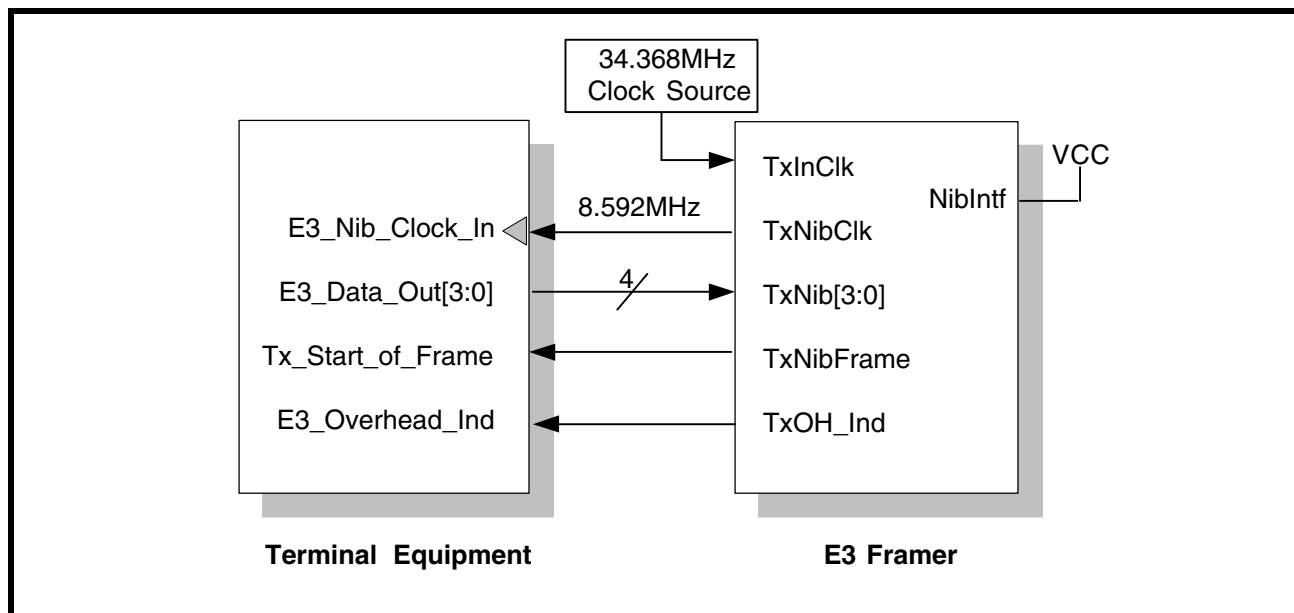 34.368MHz
Clock Source
VCC
TxInClk
NibIntf
8.592MHz
E3_Nib_Clock_In
TxNibClk
4
E3_Data_Out[3:0]
TxNib[3:0]
Tx_Start_of_Frame
TxNibFrame
E3_Overhead_Ind
TxOH_Ind
Terminal Equipment
E3 Framer